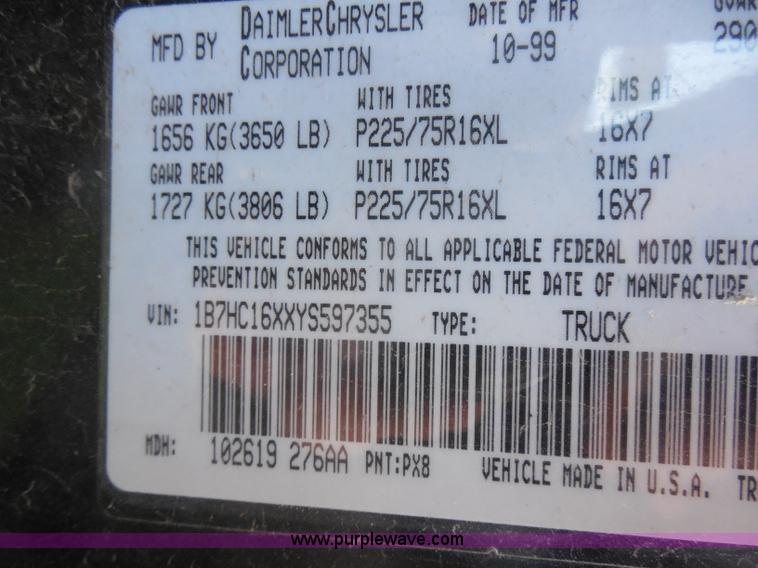 MFD BY DAIMLERCHRYSLER CORPORATION DATE OF MFR 10-99
GAWR FRONT WITH TIRES RIMS AT
1656 KG(3650 LB) P225/75R16XL 16X7
GAWR REAR WITH TIRES RIMS AT
1727 KG(3806 LB) P225/75R16XL 16X7
THIS VEHICLE CONFORMS TO ALL APPLICABLE FEDERAL MOTOR VEHIC
PREVENTION STANDARDS IN EFFECT ON THE DATE OF MANUFACTURE
VIN: 1B7HC16XXYS597355 TYPE: TRUCK
MDH: 102619 276AA PNT:PX8 VEHICLE MADE IN U.S.A. TR
www.purplewave.com